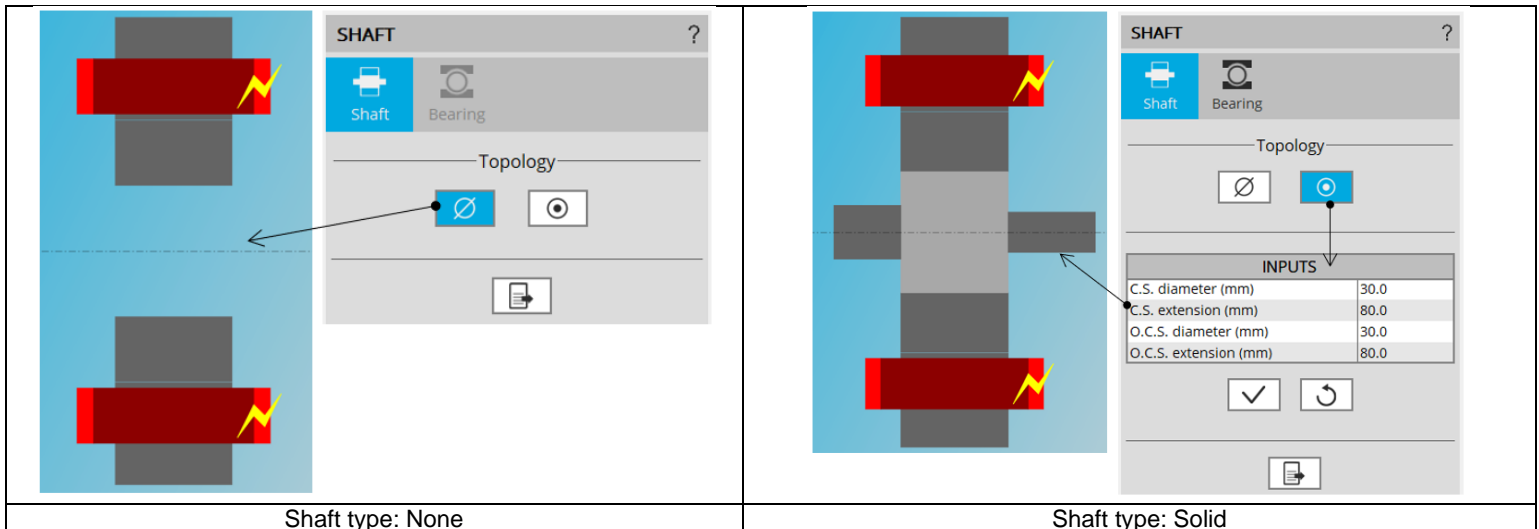 SHAFT ?
Shaft Bearing
Topology
Shaft type: None
SHAFT ?
Shaft Bearing
Topology
INPUTS
C.S. diameter (mm) 30.0
C.S. extension (mm) 80.0
O.C.S. diameter (mm) 30.0
O.C.S. extension (mm) 80.0
Shaft type: Solid